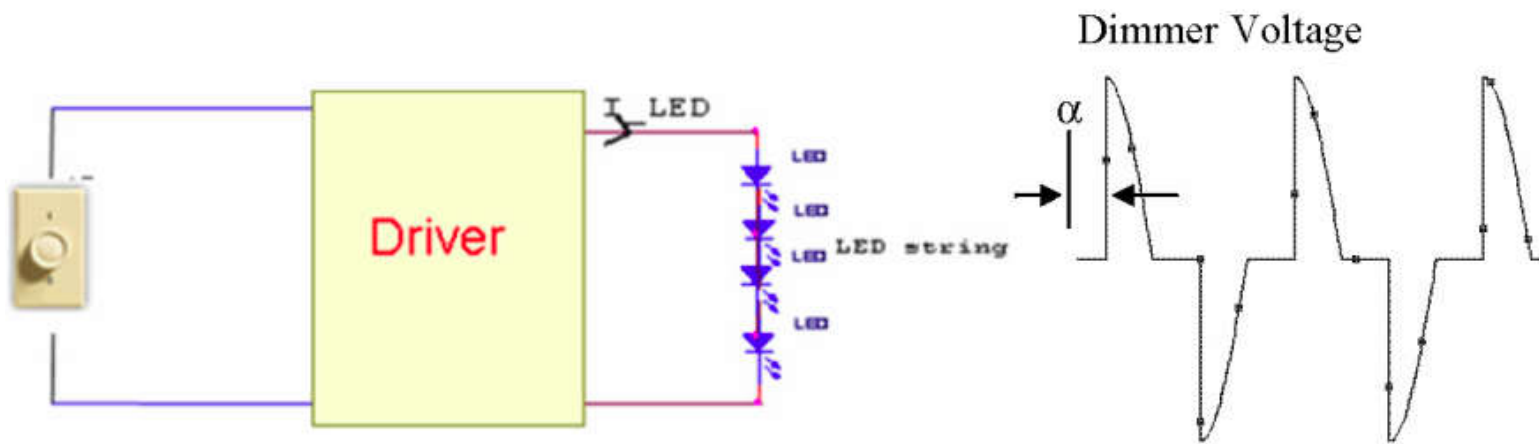 Dimmer Voltage
I_LED
α
LED
Driver
LED
LED string
LED
LED